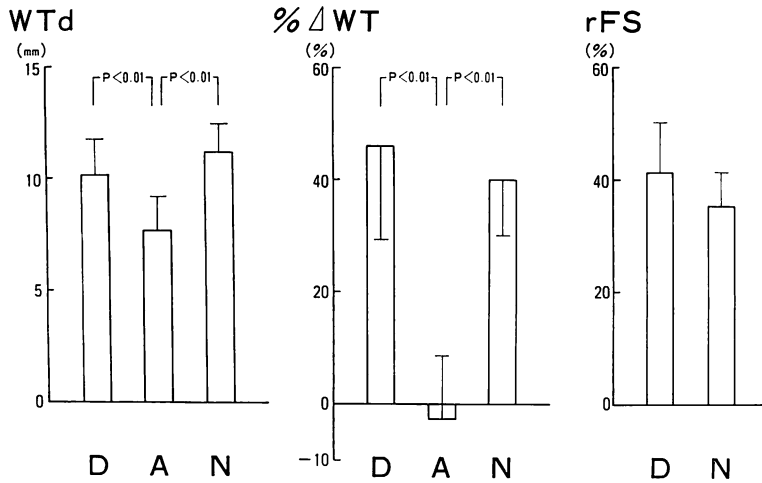 WTd
(mm)
15
10
5
0
P<0.01
P<0.01
D A N
% ⊿ WT
(%)
60
40
20
0
−10
P<0.01
P<0.01
D A N
rFS
(%)
60
40
20
0
D N